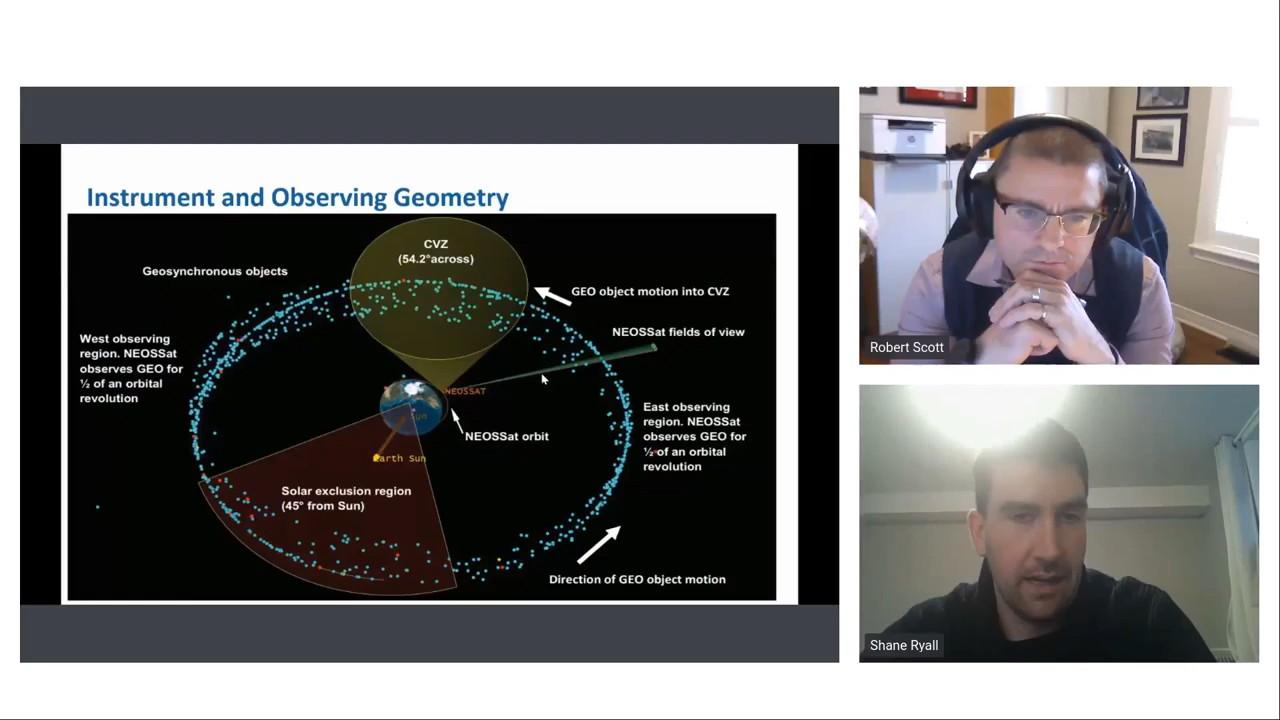 Instrument and Observing Geometry
CVZ
(54.2°across)
Geosynchronous objects
GEO object motion into CVZ
NEOSSat fields of view
West observing
region. NEOSSat
observes GEO for
½ of an orbital
revolution
NEOSSAT
Sun
NEOSSat orbit
Earth Sun
East observing
region. NEOSSat
observes GEO for
½ of an orbital
revolution
Solar exclusion region
(45° from Sun)
Direction of GEO object motion
Robert Scott
Shane Ryall